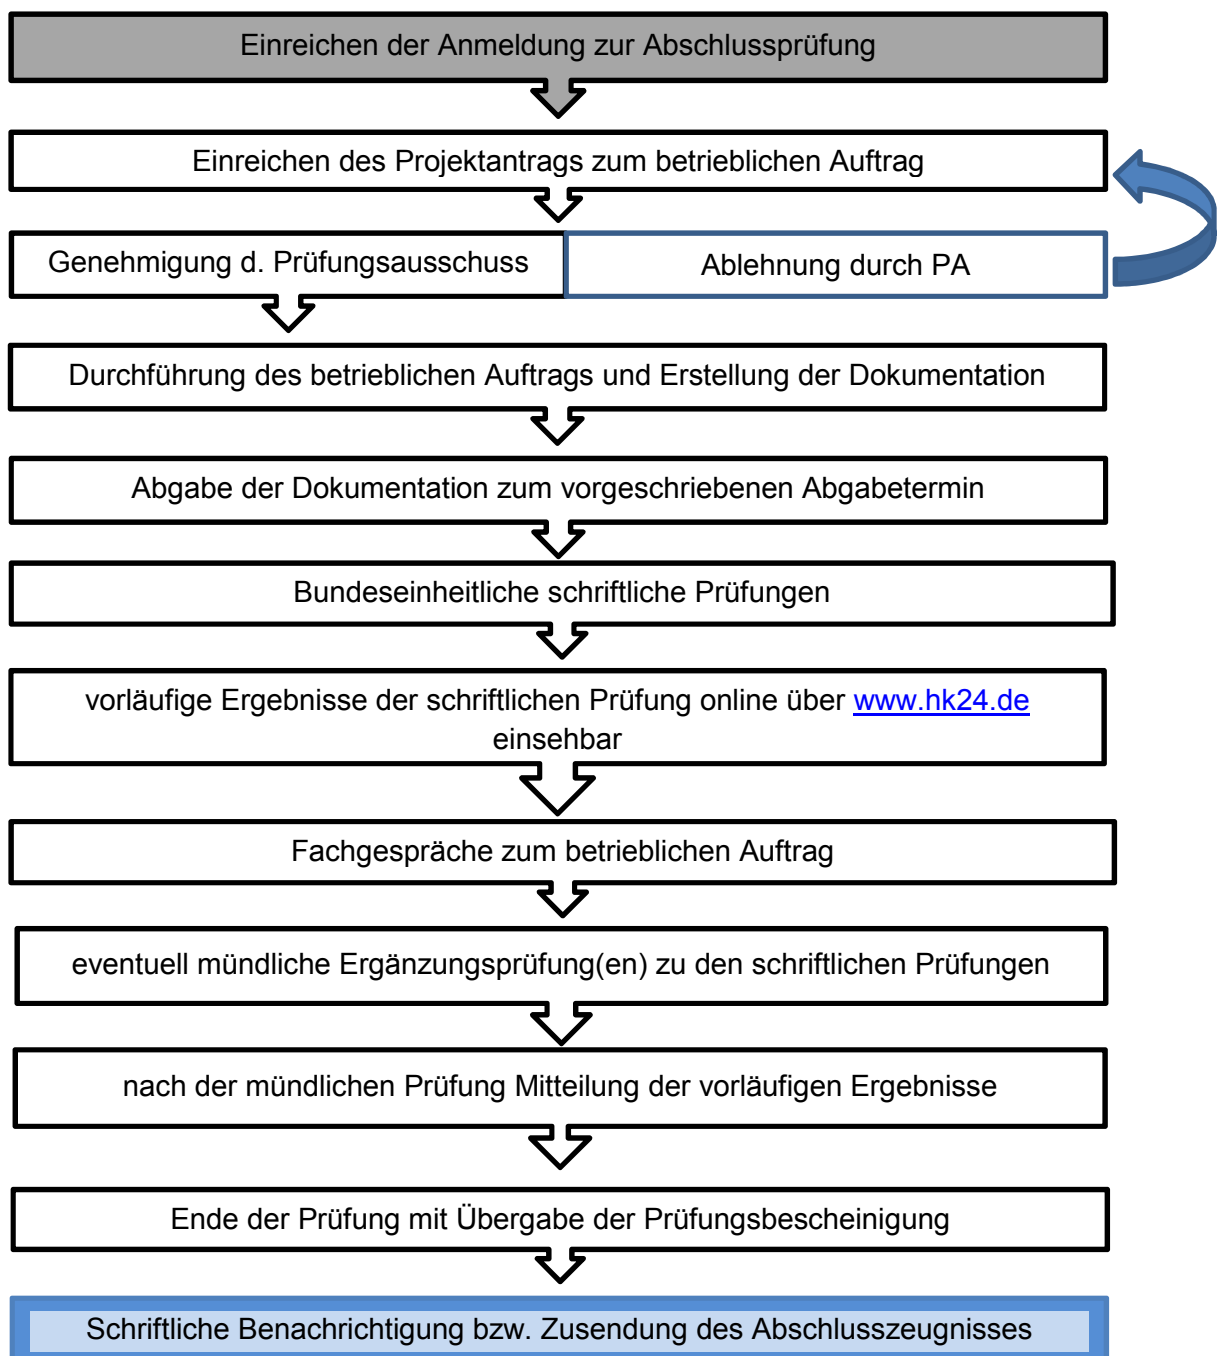 Einreichen der Anmeldung zur Abschlussprüfung
Einreichen des Projektantrags zum betrieblichen Auftrag
Genehmigung d. Prüfungsausschuss
Ablehnung durch PA
Durchführung des betrieblichen Auftrags und Erstellung der Dokumentation
Abgabe der Dokumentation zum vorgeschriebenen Abgabetermin
Bundeseinheitliche schriftliche Prüfungen
vorläufige Ergebnisse der schriftlichen Prüfung online über www.hk24.de
einsehbar
Fachgespräche zum betrieblichen Auftrag
eventuell mündliche Ergänzungsprüfung(en) zu den schriftlichen Prüfungen
nach der mündlichen Prüfung Mitteilung der vorläufigen Ergebnisse
Ende der Prüfung mit Übergabe der Prüfungsbescheinigung
Schriftliche Benachrichtigung bzw. Zusendung des Abschlusszeugnisses